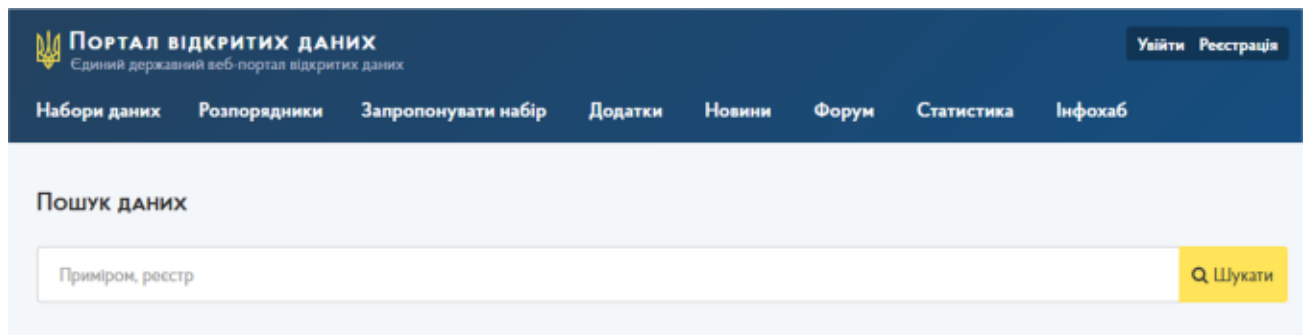 Портал відкритих даних
Єдиний державний веб-портал відкритих даних
Увійти Реєстрація
Набори даних Розпорядники Запропонувати набір Додатки Новини Форум Статистика Інфохаб
Пошук даних
Приміром, реєстр
Шукати